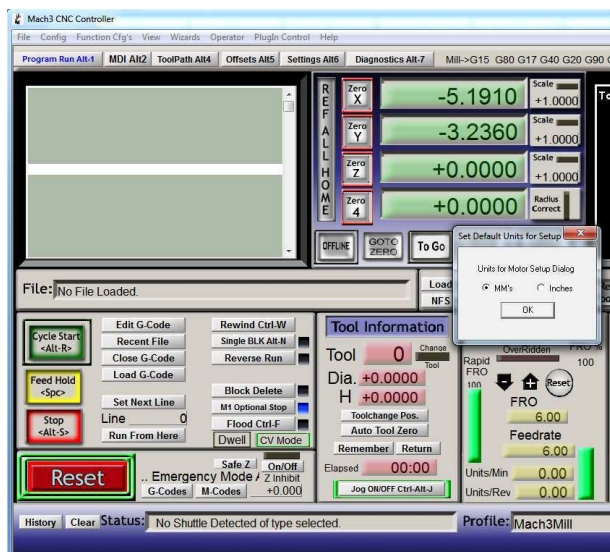 Mach3 CNC Controller
File Config Function Cfg's View Wizards Operator PlugIn Control Help
Program Run Alt-1 MDI Alt2 ToolPath Alt4 Offsets Alt5 Settings Alt6 Diagnostics Alt-7 Mill->G15 G80 G17 G40 G20 G90
REF ALL HOME
Zero X -5.1910 Scale +1.0000
Zero Y -3.2360 Scale +1.0000
Zero Z +0.0000 Scale +1.0000
Zero 4 +0.0000 Radius Correct
OFFLINE GOTO ZERO To Go
Set Default Units for Setup
Units for Motor Setup Dialog
MM's Inches
OK
File: No File Loaded.
Load
NFS
Cycle Start <Alt-R>
Feed Hold <Spc>
Stop <Alt-S>
Edit G-Code
Recent File
Close G-Code
Load G-Code
Set Next Line
Line 0
Run From Here
Rewind Ctrl-W
Single BLK Alt-N
Reverse Run
Block Delete
M1 Optional Stop
Flood Ctrl-F
Dwell CV Mode
Tool Information
Tool 0 Change Tool
Dia. +0.0000
H +0.0000
Toolchange Pos.
Auto Tool Zero
Remember Return
Elapsed 00:00
Jog ON/OFF Ctrl-Alt-J
OverRidden FRO %
Rapid FRO
100 100
Reset
FRO
6.00
Feedrate
6.00
Units/Min 0.00
Units/Rev 0.00
Reset
.. Emergency Mode
Safe Z On/Off
Z Inhibit
G-Codes M-Codes +0.000
History Clear Status: No Shuttle Detected of type selected.
Profile: Mach3Mill